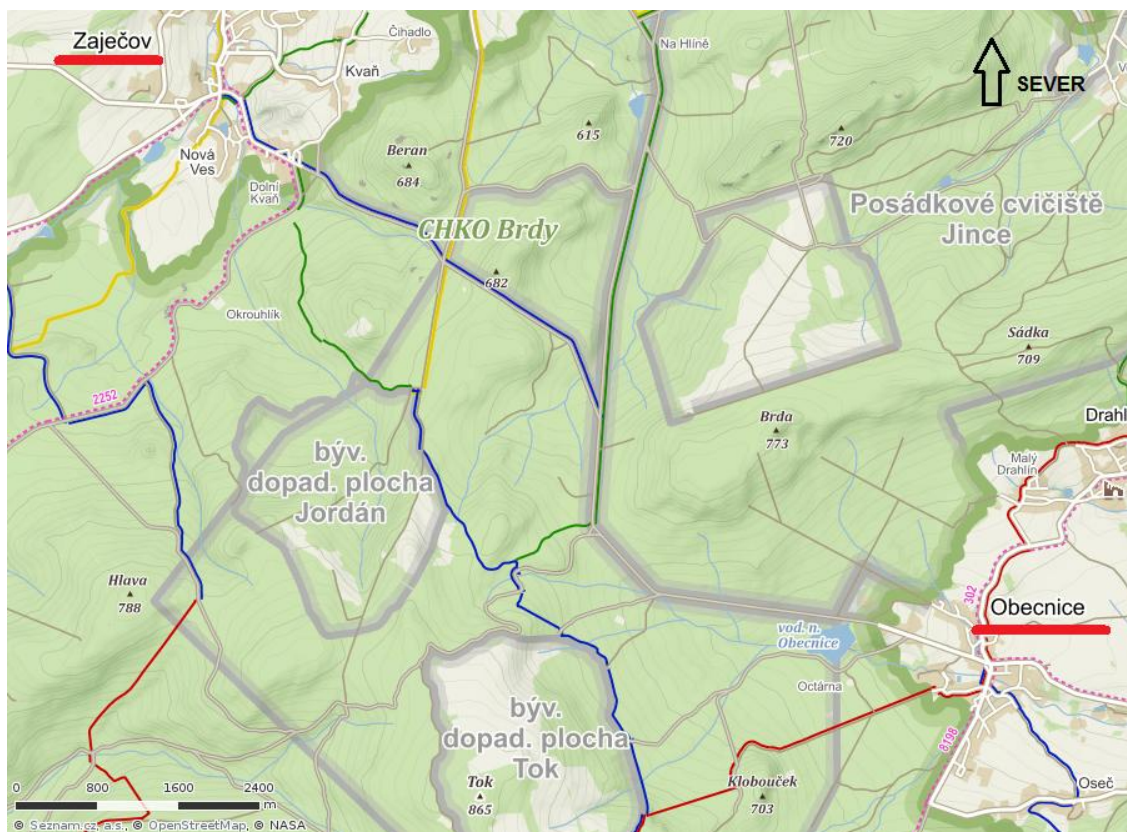 Zaječov
Čihadlo
Kvaň
Na Hlíně
SEVER
615
720
Beran
684
Nová
Ves
Dolní
Kvaň
Posádkové cvičiště
Jince
CHKO Brdy
682
Okrouhlík
Sádka
709
2252
Brda
773
Drahl
Malý
Drahlín
býv.
dopad. plocha
Jordán
Hlava
788
302
Obecnice
vod. n.
Obecnice
Octárna
býv.
dopad. plocha
Tok
8198
Tok
865
Klobouček
703
Oseč
0 800 1600 2400
m
© Seznam.cz, a.s., © OpenStreetMap, © NASA